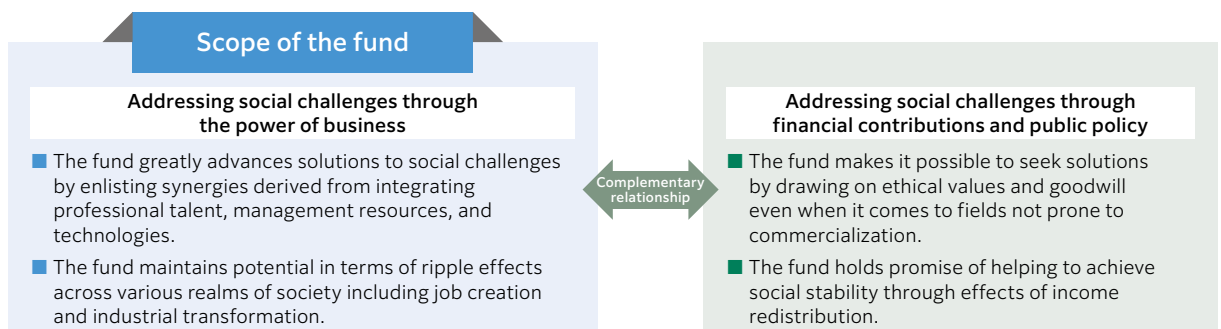 Scope of the fund
Addressing social challenges through
the power of business
■ The fund greatly advances solutions to social challenges
by enlisting synergies derived from integrating
professional talent, management resources, and
technologies.
■ The fund maintains potential in terms of ripple effects
across various realms of society including job creation
and industrial transformation.
Complementary
relationship
Addressing social challenges through
financial contributions and public policy
■ The fund makes it possible to seek solutions
by drawing on ethical values and goodwill
even when it comes to fields not prone to
commercialization.
■ The fund holds promise of helping to achieve
social stability through effects of income
redistribution.